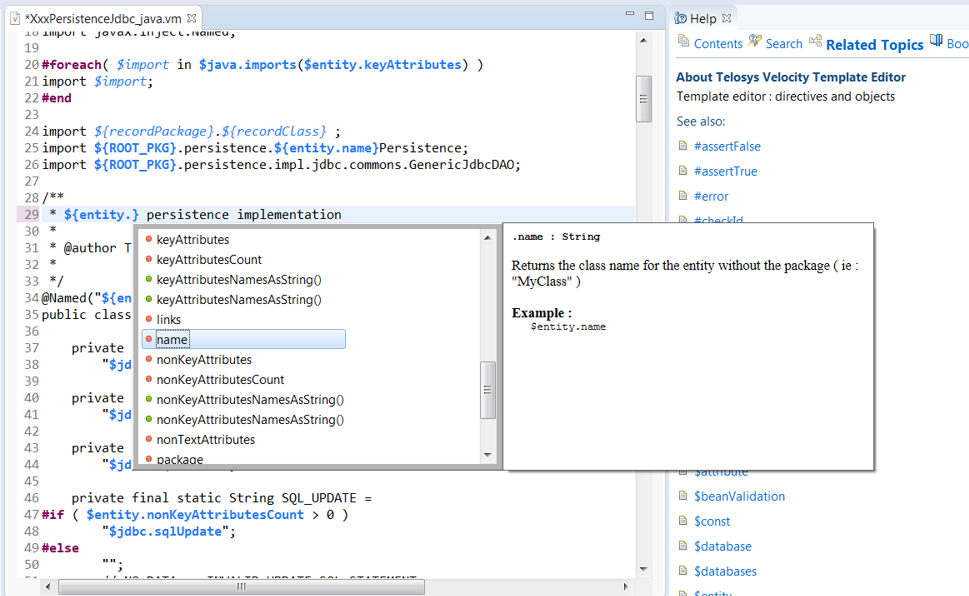 *XxxPersistenceJdbc_java.vm
18 import javax.inject.Named;
19
20 #foreach( $import in $java.imports($entity.keyAttributes) )
21 import $import;
22 #end
23
24 import ${recordPackage}.${recordClass} ;
25 import ${ROOT_PKG}.persistence.${entity.name}Persistence;
26 import ${ROOT_PKG}.persistence.impl.jdbc.commons.GenericJdbcDAO;
27
28 /**
29  * ${entity.} persistence implementation
30  *
31  * @author T
32  *
33  */
34 @Named("${en
35 public class
36
37     private
38         "$jd
39
40     private
41         "$jd
42
43     private
44         "$jd
45
46     private final static String SQL_UPDATE =
47 #if ( $entity.nonKeyAttributesCount > 0 )
48         "$jdbc.sqlUpdate";
49 #else
50         "";
keyAttributes
keyAttributesCount
keyAttributesNamesAsString()
keyAttributesNamesAsString()
links
name
nonKeyAttributes
nonKeyAttributesCount
nonKeyAttributesNamesAsString()
nonKeyAttributesNamesAsString()
nonTextAttributes
package
.name : String
Returns the class name for the entity without the package ( ie :
"MyClass" )
Example :
$entity.name
Help
Contents Search Related Topics Boo
About Telosys Velocity Template Editor
Template editor : directives and objects
See also:
#assertFalse
#assertTrue
#error
#checkId
$attribute
$beanValidation
$const
$database
$databases
$entity